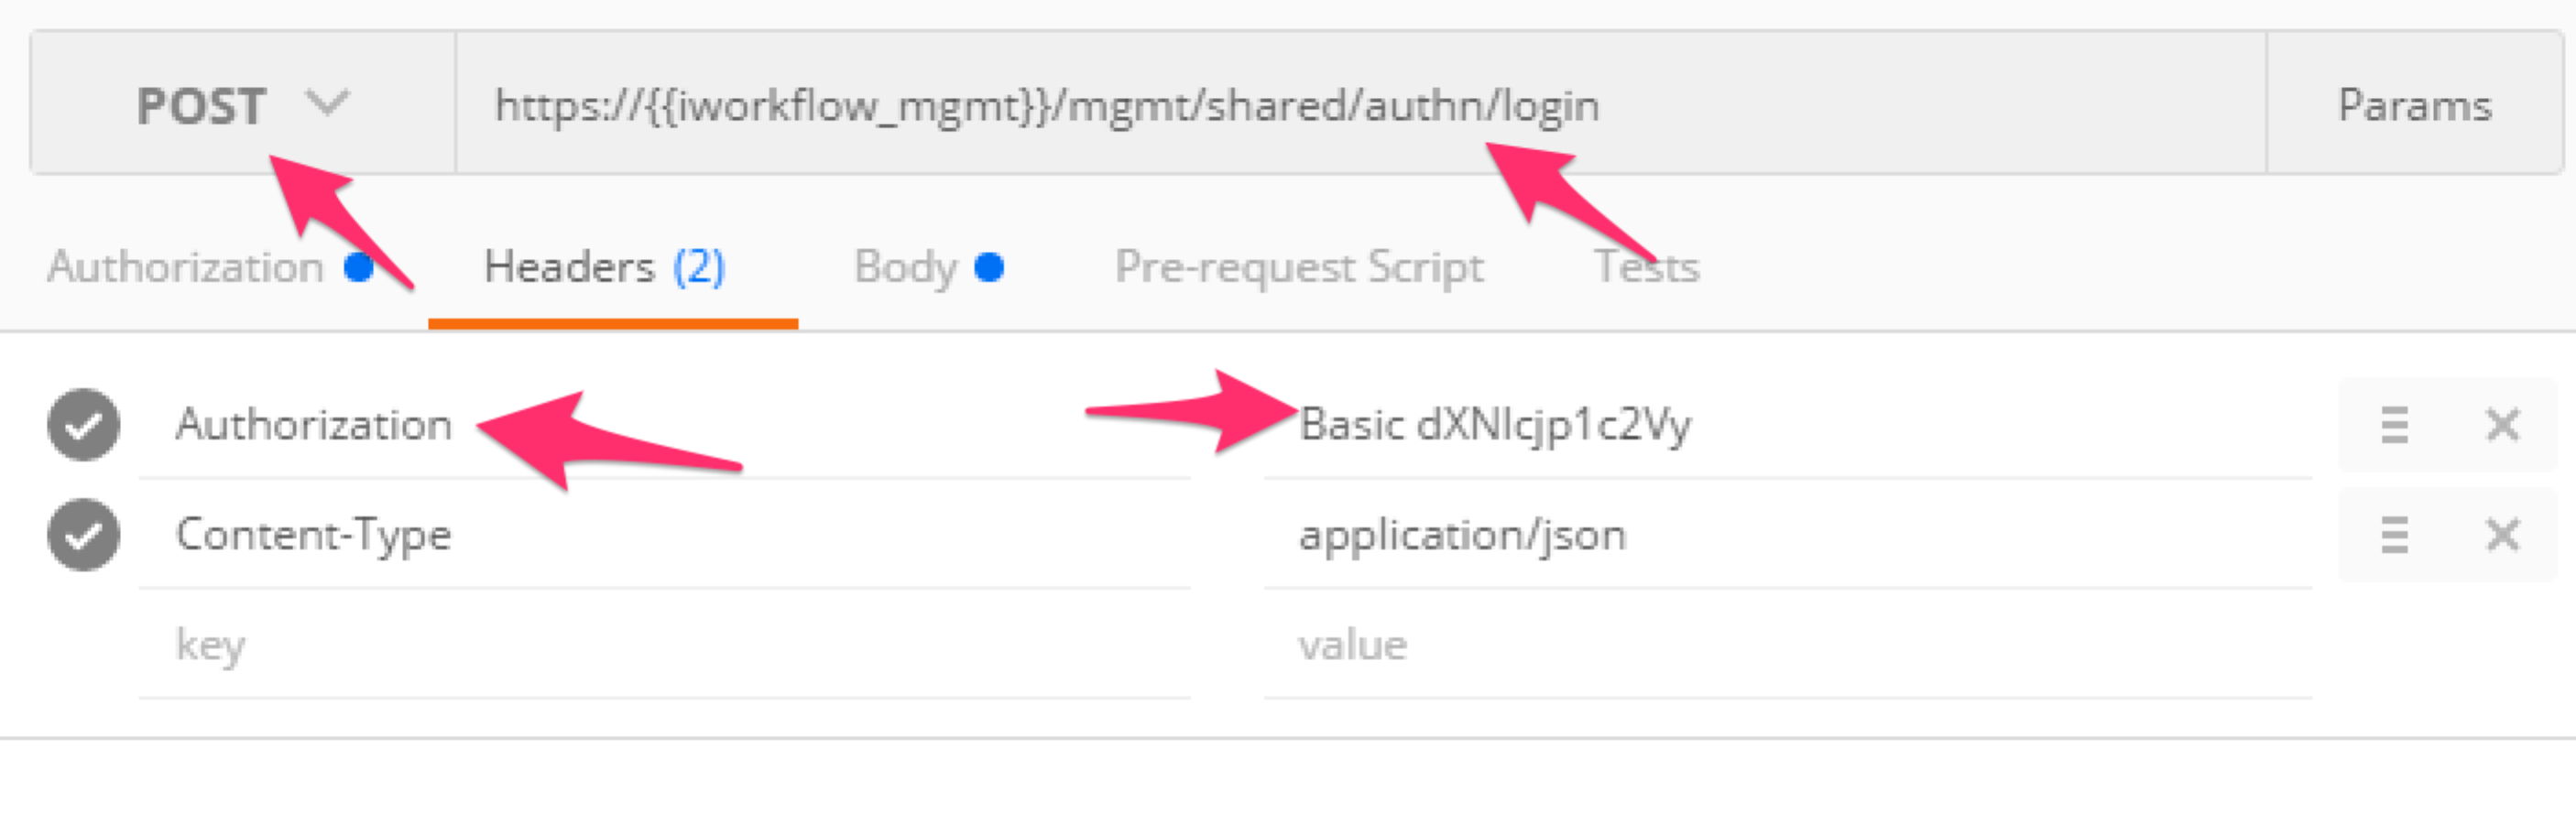 POST https://{{iworkflow_mgmt}}/mgmt/shared/authn/login Params
Authorization Headers (2) Body Pre-request Script Tests
Authorization Basic dXNlcjp1c2Vy
Content-Type application/json
key value